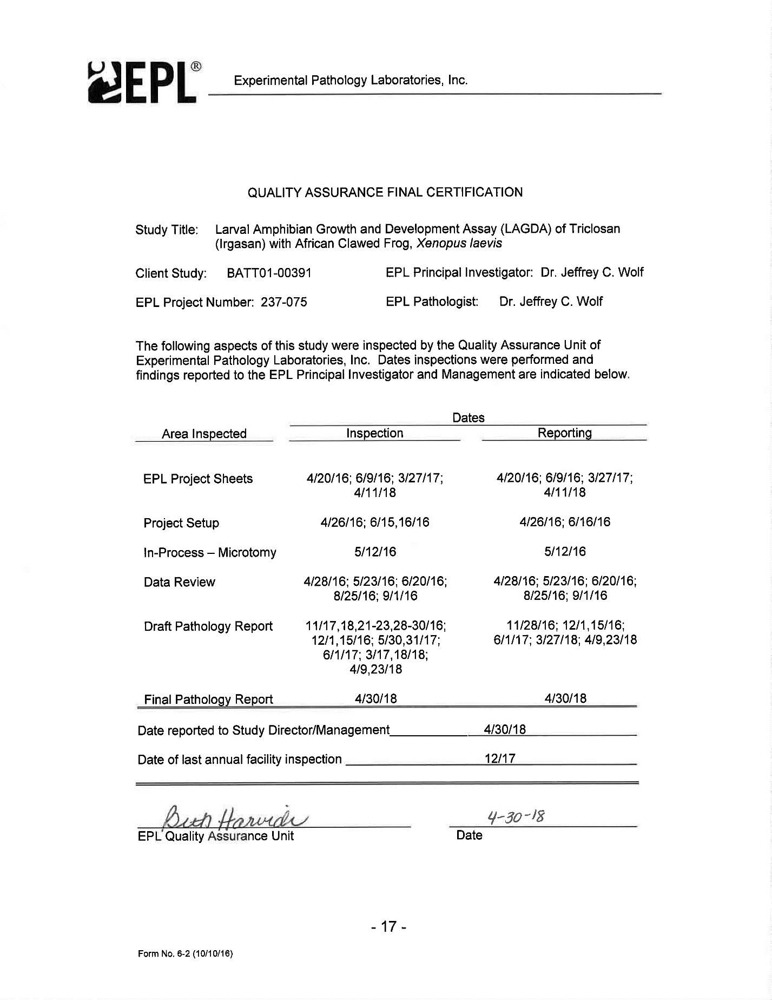 EPL®
Experimental Pathology Laboratories, Inc.
QUALITY ASSURANCE FINAL CERTIFICATION
Study Title: Larval Amphibian Growth and Development Assay (LAGDA) of Triclosan
(Irgasan) with African Clawed Frog, Xenopus laevis
Client Study: BATT01-00391 EPL Principal Investigator: Dr. Jeffrey C. Wolf
EPL Project Number: 237-075 EPL Pathologist: Dr. Jeffrey C. Wolf
The following aspects of this study were inspected by the Quality Assurance Unit of
Experimental Pathology Laboratories, Inc. Dates inspections were performed and
findings reported to the EPL Principal Investigator and Management are indicated below.
Dates
Area Inspected Inspection Reporting
EPL Project Sheets 4/20/16; 6/9/16; 3/27/17; 4/20/16; 6/9/16; 3/27/17;
4/11/18 4/11/18
Project Setup 4/26/16; 6/15,16/16 4/26/16; 6/16/16
In-Process – Microtomy 5/12/16 5/12/16
Data Review 4/28/16; 5/23/16; 6/20/16; 4/28/16; 5/23/16; 6/20/16;
8/25/16; 9/1/16 8/25/16; 9/1/16
Draft Pathology Report 11/17,18,21-23,28-30/16; 11/28/16; 12/1,15/16;
12/1,15/16; 5/30,31/17; 6/1/17; 3/27/18; 4/9,23/18
6/1/17; 3/17,18/18;
4/9,23/18
Final Pathology Report 4/30/18 4/30/18
Date reported to Study Director/Management 4/30/18
Date of last annual facility inspection 12/17
Beth 4-30-18
EPL Quality Assurance Unit Date
- 17 -
Form No. 6-2 (10/10/16)